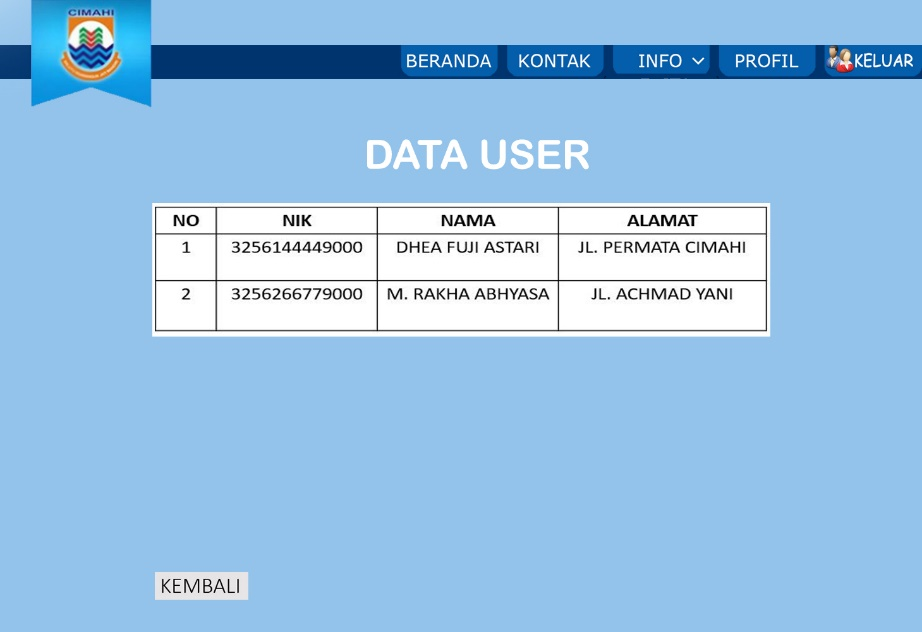 CIMAHI
BERANDA KONTAK INFO PROFIL KELUAR
DATA USER
NO NIK NAMA ALAMAT
1 3256144449000 DHEA FUJI ASTARI JL. PERMATA CIMAHI
2 3256266779000 M. RAKHA ABHYASA JL. ACHMAD YANI
KEMBALI